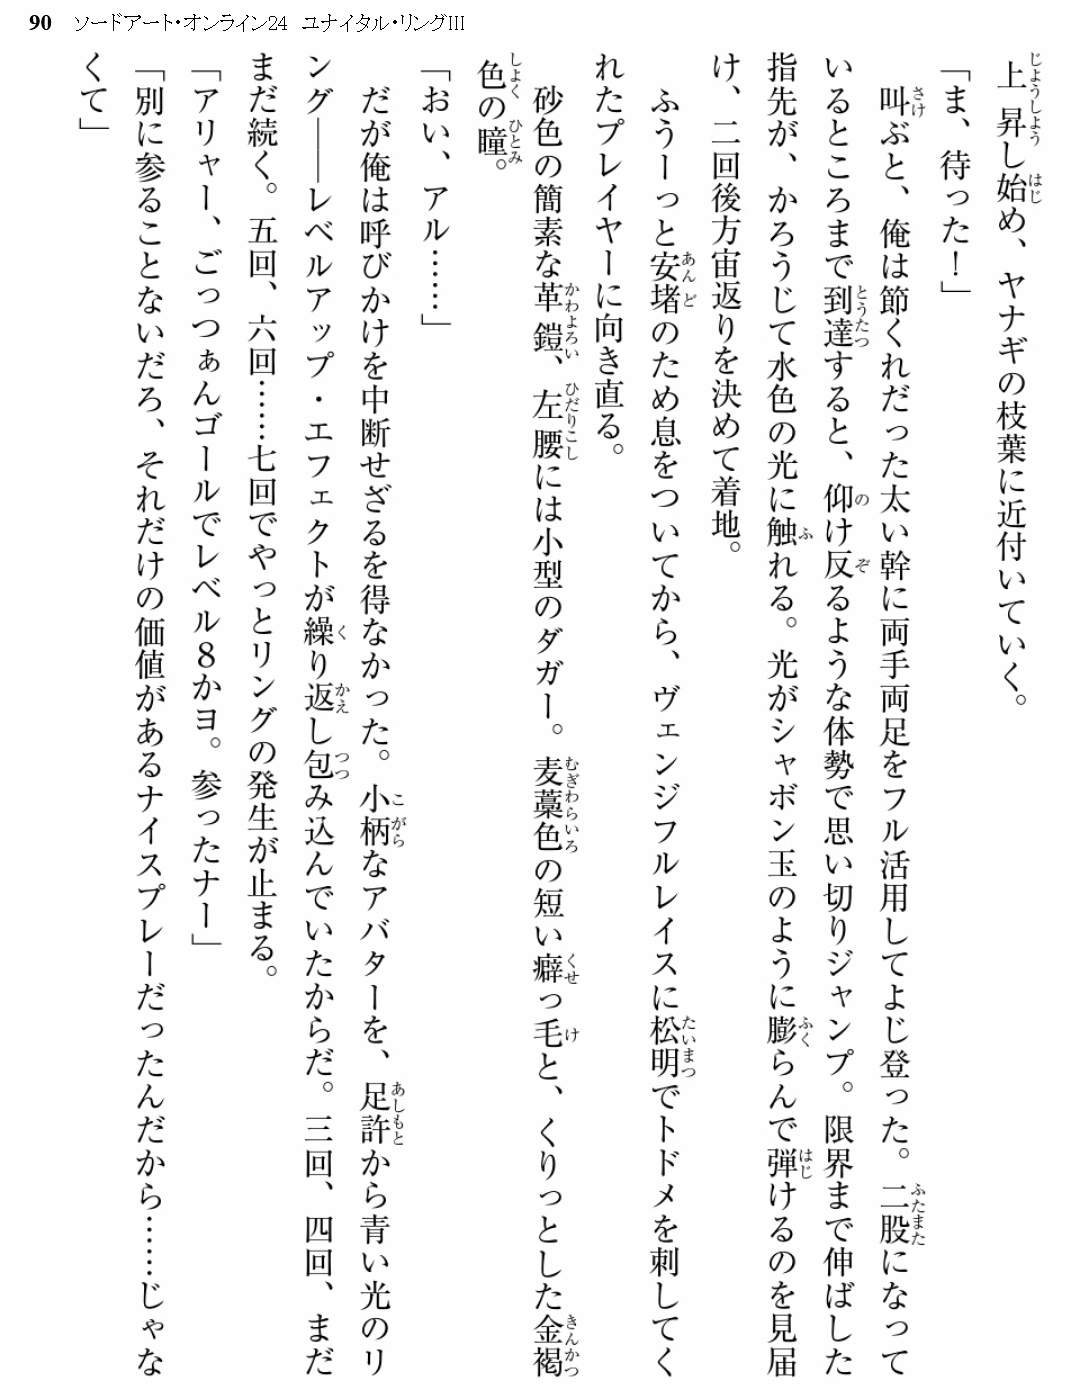 90 ソードアート・オンライン24 ユナイタル・リングIII
上昇し始め、ヤナギの枝葉に近付いていく。
「ま、待った！」
叫ぶと、俺は節くれだった太い幹に両手両足をフル活用してよじ登った。二股になって
いるところまで到達すると、仰け反るような体勢で思い切りジャンプ。限界まで伸ばした
指先が、かろうじて水色の光に触れる。光がシャボン玉のように膨らんで弾けるのを見届
け、二回後方宙返りを決めて着地。
ふうーっと安堵のため息をついてから、ヴェンジフルレイスに松明でトドメを刺してく
れたプレイヤーに向き直る。
砂色の簡素な革鎧、左腰には小型のダガー。麦藁色の短い癖っ毛と、くりっとした金褐
色の瞳。
「おい、アル……」
だが俺は呼びかけを中断せざるを得なかった。小柄なアバターを、足許から青い光のリ
ング――レベルアップ・エフェクトが繰り返し包み込んでいたからだ。三回、四回、まだ
まだ続く。五回、六回……七回でやっとリングの発生が止まる。
「アリャー、ごっつぁんゴールでレベル８かヨ。参ったナー」
「別に参ることないだろ、それだけの価値があるナイスプレーだったんだから……じゃな
くて」